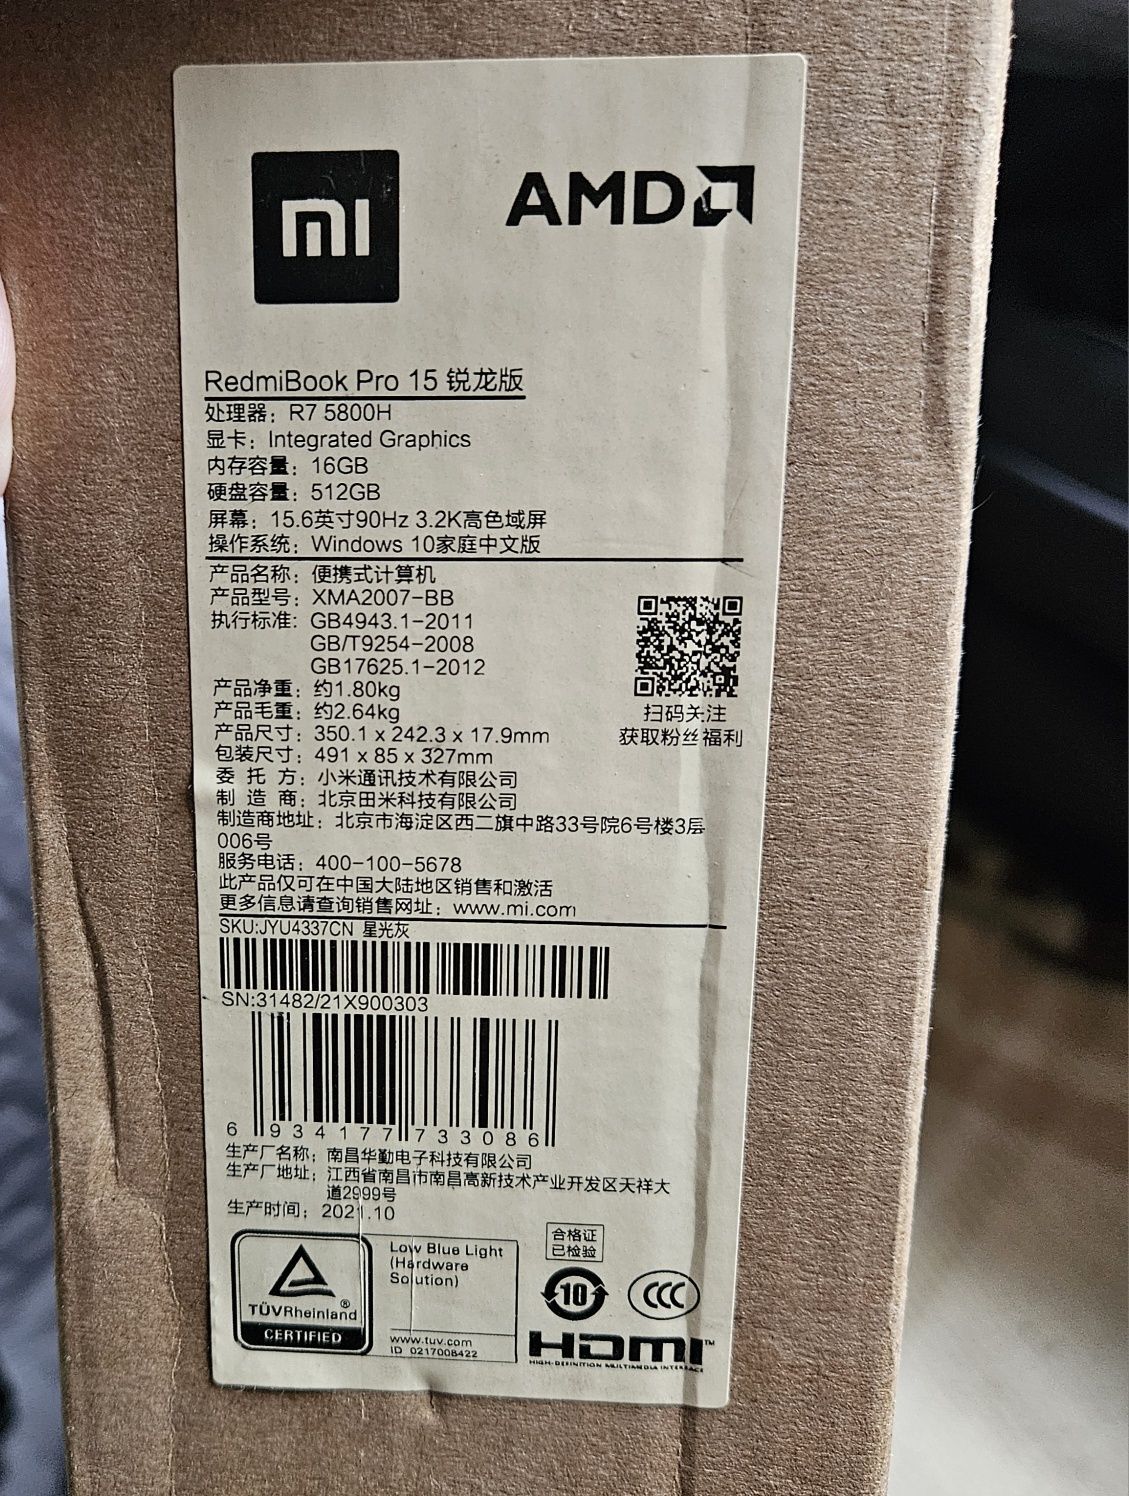 mi
AMD
RedmiBook Pro 15 锐龙版
处理器：R7 5800H
显卡：Integrated Graphics
内存容量：16GB
硬盘容量：512GB
屏幕：15.6英寸90Hz 3.2K高色域屏
操作系统：Windows 10家庭中文版
产品名称：便携式计算机
产品型号：XMA2007-BB
执行标准：GB4943.1-2011
GB/T9254-2008
GB17625.1-2012
产品净重：约1.80kg
产品毛重：约2.64kg
产品尺寸：350.1 x 242.3 x 17.9mm
包装尺寸：491 x 85 x 327mm
扫码关注
获取粉丝福利
委托方：小米通讯技术有限公司
制造商：北京田米科技有限公司
制造商地址：北京市海淀区西二旗中路33号院6号楼3层
006号
服务电话：400-100-5678
此产品仅可在中国大陆地区销售和激活
更多信息请查询销售网址：www.mi.com
SKU:JYU4337CN 星光灰
SN:31482/21X900303
6 934177 733086
生产厂名称：南昌华勤电子科技有限公司
生产厂地址：江西省南昌市南昌高新技术产业开发区天祥大
道2999号
生产时间：2021.10
TÜVRheinland®
CERTIFIED
Low Blue Light
(Hardware
Solution)
www.tuv.com
ID 0217008422
合格证
已检验
10
CCC
HDMI™
HIGH-DEFINITION MULTIMEDIA INTERFACE